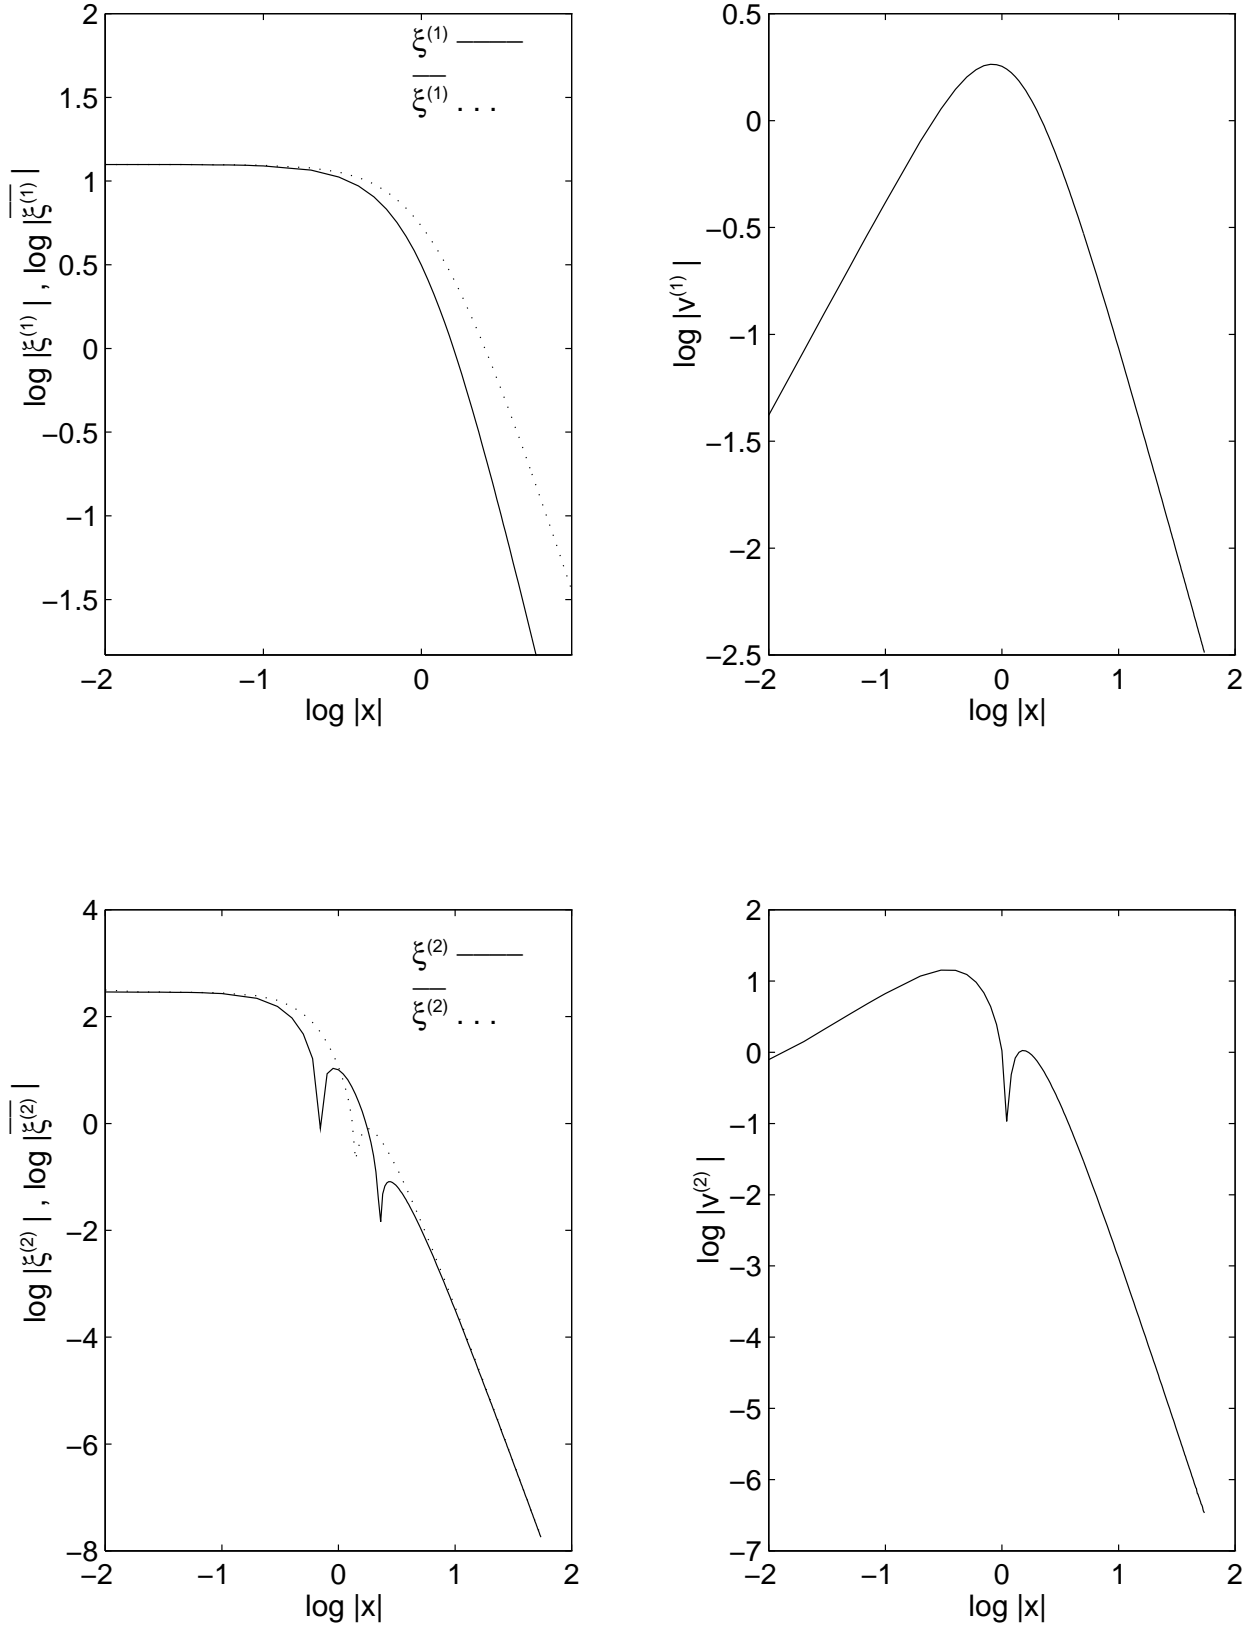 2
1.5
1
0.5
0
−0.5
−1
−1.5
−2 −1 0
log |x|
log |ξ(1) | , log |ξ(1) |
ξ(1)
ξ(1) . . .
0.5
0
−0.5
−1
−1.5
−2
−2.5
−2 −1 0 1 2
log |x|
log |v(1) |
4
2
0
−2
−4
−6
−8
−2 −1 0 1 2
log |x|
log |ξ(2) | , log |ξ(2) |
ξ(2)
ξ(2) . . .
2
1
0
−1
−2
−3
−4
−5
−6
−7
−2 −1 0 1 2
log |x|
log |v(2) |